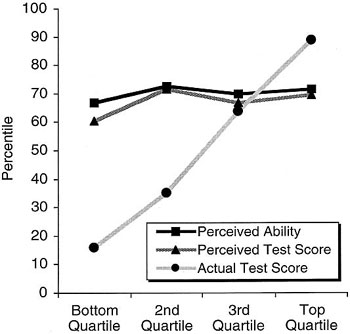 100
90
80
70
60
50
40
30
20
10
0
Percentile
Perceived Ability
Perceived Test Score
Actual Test Score
Bottom
Quartile
2nd
Quartile
3rd
Quartile
Top
Quartile